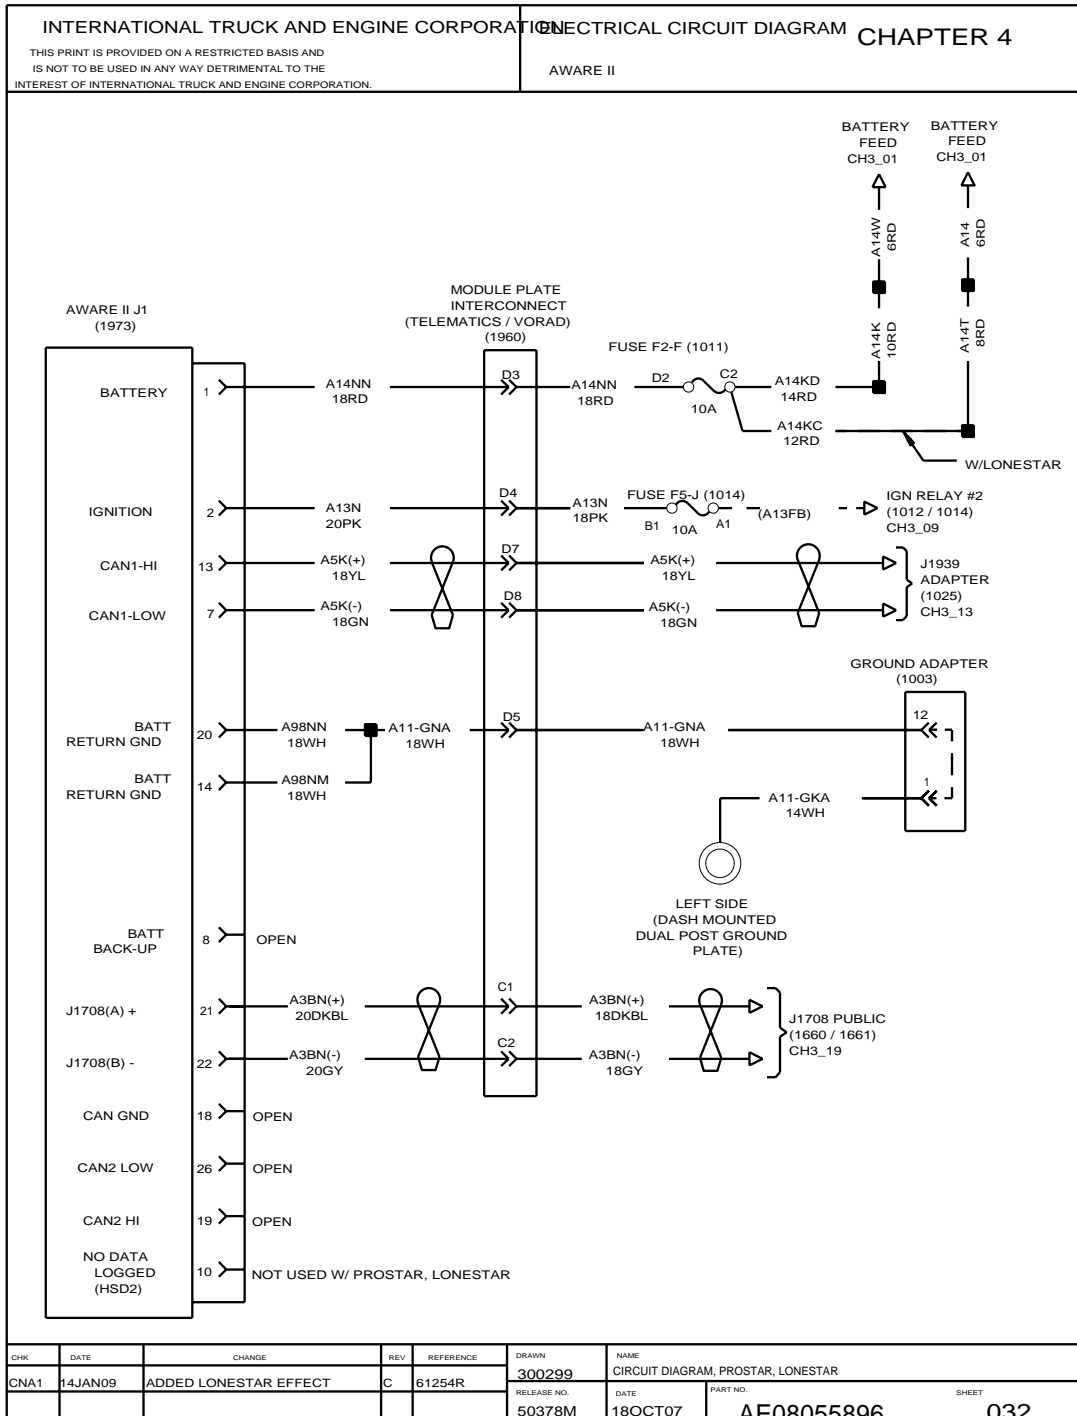 INTERNATIONAL TRUCK AND ENGINE CORPORATION
ELECTRICAL CIRCUIT DIAGRAM
CHAPTER 4
THIS PRINT IS PROVIDED ON A RESTRICTED BASIS AND
IS NOT TO BE USED IN ANY WAY DETRIMENTAL TO THE
INTEREST OF INTERNATIONAL TRUCK AND ENGINE CORPORATION.
AWARE II
BATTERY
FEED
CH3_01
BATTERY
FEED
CH3_01
A14W
6RD
A14
6RD
A14K
10RD
A14T
8RD
AWARE II J1
(1973)
MODULE PLATE
INTERCONNECT
(TELEMATICS / VORAD)
(1960)
FUSE F2-F (1011)
BATTERY
1
A14NN
18RD
D3
A14NN
18RD
D2
10A
C2
A14KD
14RD
A14KC
12RD
W/LONESTAR
IGNITION
2
A13N
20PK
D4
A13N
18PK
FUSE F5-J (1014)
B1
10A
A1
(A13FB)
IGN RELAY #2
(1012 / 1014)
CH3_09
CAN1-HI
13
A5K(+)
18YL
D7
A5K(+)
18YL
CAN1-LOW
7
A5K(-)
18GN
D8
A5K(-)
18GN
J1939
ADAPTER
(1025)
CH3_13
GROUND ADAPTER
(1003)
BATT
RETURN GND
20
A98NN
18WH
A11-GNA
18WH
D5
A11-GNA
18WH
12
BATT
RETURN GND
14
A98NM
18WH
A11-GKA
14WH
1
LEFT SIDE
(DASH MOUNTED
DUAL POST GROUND
PLATE)
BATT
BACK-UP
8
OPEN
J1708(A) +
21
A3BN(+)
20DKBL
C1
A3BN(+)
18DKBL
J1708(B) -
22
A3BN(-)
20GY
C2
A3BN(-)
18GY
J1708 PUBLIC
(1660 / 1661)
CH3_19
CAN GND
18
OPEN
CAN2 LOW
26
OPEN
CAN2 HI
19
OPEN
NO DATA
LOGGED
(HSD2)
10
NOT USED W/ PROSTAR, LONESTAR
CHK
DATE
CHANGE
REV
REFERENCE
CNA1
14JAN09
ADDED LONESTAR EFFECT
C
61254R
DRAWN
300299
NAME
CIRCUIT DIAGRAM, PROSTAR, LONESTAR
RELEASE NO.
50378M
DATE
18OCT07
PART NO.
AE08055896
SHEET
032